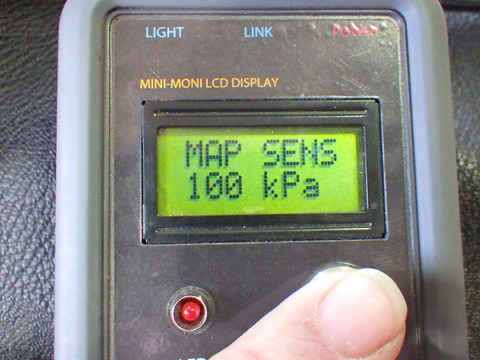 LIGHT LINK POWER
MINI-MONI LCD DISPLAY
MAP SENS
100 kPa